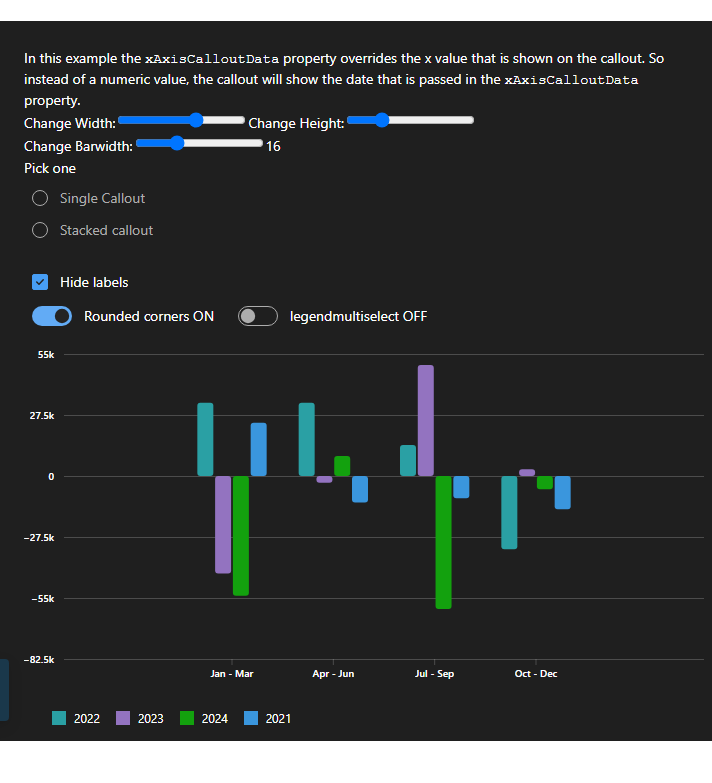 In this example the xAxisCalloutData property overrides the x value that is shown on the callout. So
instead of a numeric value, the callout will show the date that is passed in the xAxisCalloutData
property.
Change Width: Change Height:
Change Barwidth: 16
Pick one
Single Callout
Stacked callout
Hide labels
Rounded corners ON legendmultiselect OFF
55k
27.5k
0
−27.5k
−55k
−82.5k
Jan - Mar Apr - Jun Jul - Sep Oct - Dec
2022 2023 2024 2021